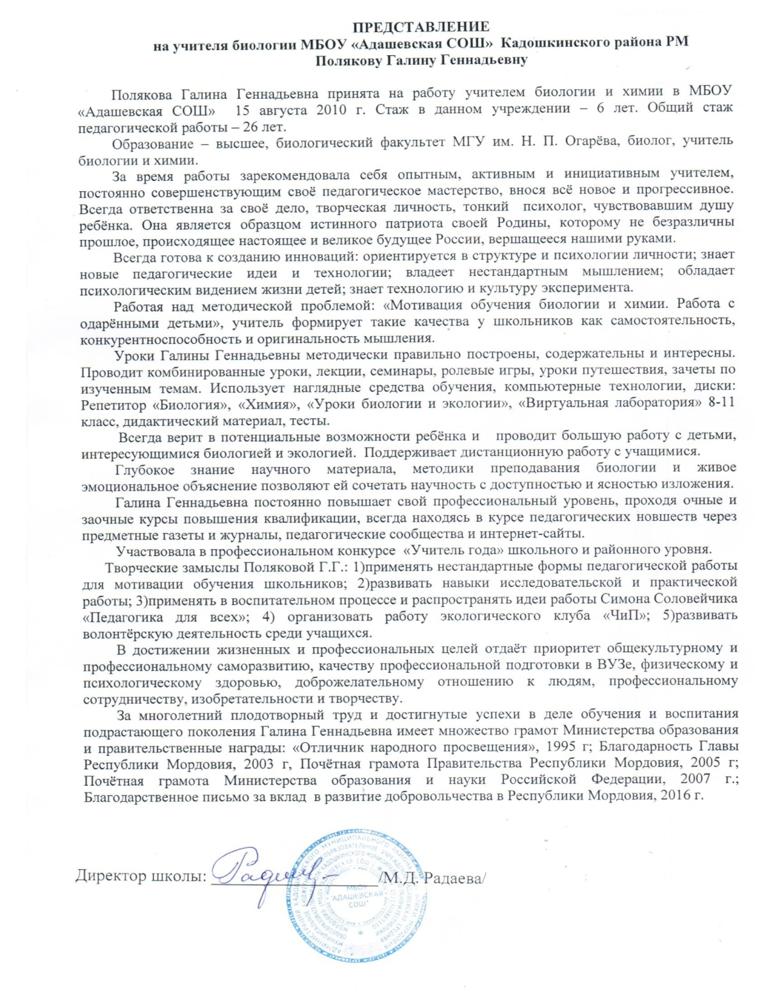 ПРЕДСТАВЛЕНИЕ
на учителя биологии МБОУ «Адашевская СОШ»  Кадошкинского района РМ
Полякову Галину Геннадьевну
Полякова Галина Геннадьевна принята на работу учителем биологии и химии в МБОУ
«Адашевская СОШ»  15 августа 2010 г. Стаж в данном учреждении – 6 лет. Общий стаж
педагогической работы – 26 лет.
Образование – высшее, биологический факультет МГУ им. Н. П. Огарёва, биолог, учитель
биологии и химии.
За время работы зарекомендовала себя опытным, активным и инициативным учителем,
постоянно совершенствующим своё педагогическое мастерство, внося всё новое и прогрессивное.
Всегда ответственна за своё дело, творческая личность, тонкий  психолог, чувствовавшим душу
ребёнка. Она является образцом истинного патриота своей Родины, которому не безразличны
прошлое, происходящее настоящее и великое будущее России, вершащееся нашими руками.
Всегда готова к созданию инноваций: ориентируется в структуре и психологии личности; знает
новые педагогические идеи и технологии; владеет нестандартным мышлением; обладает
психологическим видением жизни детей; знает технологию и культуру эксперимента.
Работая над методической проблемой: «Мотивация обучения биологии и химии. Работа с
одарёнными детьми», учитель формирует такие качества у школьников как самостоятельность,
конкурентноспособность и оригинальность мышления.
Уроки Галины Геннадьевны методически правильно построены, содержательны и интересны.
Проводит комбинированные уроки, лекции, семинары, ролевые игры, уроки путешествия, зачеты по
изученным темам. Использует наглядные средства обучения, компьютерные технологии, диски:
Репетитор «Биология», «Химия», «Уроки биологии и экологии», «Виртуальная лаборатория» 8-11
класс, дидактический материал, тесты.
Всегда верит в потенциальные возможности ребёнка и  проводит большую работу с детьми,
интересующимися биологией и экологией.  Поддерживает дистанционную работу с учащимися.
Глубокое знание научного материала, методики преподавания биологии и живое
эмоциональное объяснение позволяют ей сочетать научность с доступностью и ясностью изложения.
Галина Геннадьевна постоянно повышает свой профессиональный уровень, проходя очные и
заочные курсы повышения квалификации, всегда находясь в курсе педагогических новшеств через
предметные газеты и журналы, педагогические сообщества и интернет-сайты.
Участвовала в профессиональном конкурсе  «Учитель года» школьного и районного уровня.
Творческие замыслы Поляковой Г.Г.: 1)применять нестандартные формы педагогической работы
для мотивации обучения школьников; 2)развивать навыки исследовательской и практической
работы; 3)применять в воспитательном процессе и распространять идеи работы Симона Соловейчика
«Педагогика для всех»; 4) организовать работу экологического клуба «ЧиП»; 5)развивать
волонтёрскую деятельность среди учащихся.
В достижении жизненных и профессиональных целей отдаёт приоритет общекультурному и
профессиональному саморазвитию, качеству профессиональной подготовки в ВУЗе, физическому и
психологическому здоровью, доброжелательному отношению к людям, профессиональному
сотрудничеству, изобретательности и творчеству.
За многолетний плодотворный труд и достигнутые успехи в деле обучения и воспитания
подрастающего поколения Галина Геннадьевна имеет множество грамот Министерства образования
и правительственные награды: «Отличник народного просвещения», 1995 г; Благодарность Главы
Республики Мордовия, 2003 г, Почётная грамота Правительства Республики Мордовия, 2005 г;
Почётная грамота Министерства образования и науки Российской Федерации, 2007 г.;
Благодарственное письмо за вклад  в развитие добровольчества в Республики Мордовия, 2016 г.
Директор школы: /М.Д. Радаева/
МБОУ
"АДАШЕВСКАЯ
СОШ"